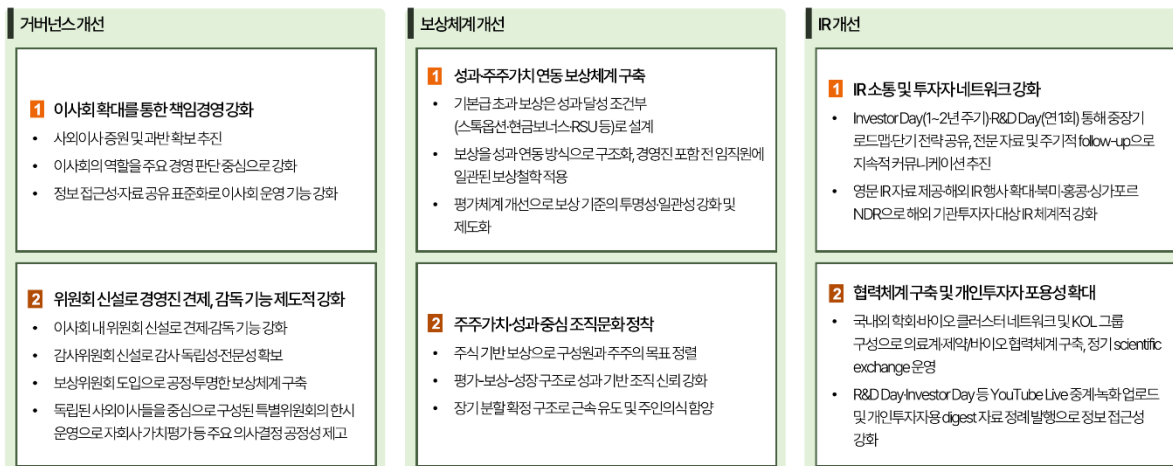 거버넌스 개선
1 이사회 확대를 통한 책임경영 강화
• 사외이사 증원 및 과반 확보 추진
• 이사회의 역할을 주요 경영 판단 중심으로 강화
• 정보 접근성·자료 공유 표준화로 이사회 운영 기능 강화
2 위원회 신설로 경영진 견제, 감독 기능 제도적 강화
• 이사회 내 위원회 신설로 견제·감독 기능 강화
• 감사위원회 신설로 감사 독립성·전문성 확보
• 보상위원회 도입으로 공정·투명한 보상체계 구축
• 독립된 사외이사들을 중심으로 구성된 특별위원회의 한시
운영으로 자회사 가치평가 등 주요 의사결정 공정성 제고
보상체계 개선
1 성과·주주가치 연동 보상체계 구축
• 기본급 초과 보상은 성과 달성 조건부
(스톡옵션·현금보너스·RSU 등)로 설계
• 보상을 성과 연동 방식으로 구조화, 경영진 포함 전 임직원에
일관된 보상철학 적용
• 평가체계 개선으로 보상 기준의 투명성·일관성 강화 및
제도화
2 주주가치·성과 중심 조직문화 정착
• 주식 기반 보상으로 구성원과 주주의 목표 정렬
• 평가-보상-성장 구조로 성과 기반 조직 신뢰 강화
• 장기 분할 확정 구조로 근속 유도 및 주인의식 함양
IR 개선
1 IR 소통 및 투자자 네트워크 강화
• Investor Day(1~2년 주기)·R&D Day(연 1회) 통해 중장기
로드맵·단기 전략 공유, 전문 자료 및 주기적 follow-up으로
지속적 커뮤니케이션 추진
• 영문 IR 자료 제공·해외 IR 행사 확대·북미·홍콩·싱가포르
NDR으로 해외 기관투자자 대상 IR 체계적 강화
2 협력체계 구축 및 개인투자자 포용성 확대
• 국내외 학회·바이오 클러스터 네트워크 및 KOL 그룹
구성으로 의료계·제약/바이오 협력체계 구축, 정기 scientific
exchange 운영
• R&D Day·Investor Day 등 YouTube Live 중계·녹화 업로드
및 개인투자자용 digest 자료 정례 발행으로 정보 접근성
강화